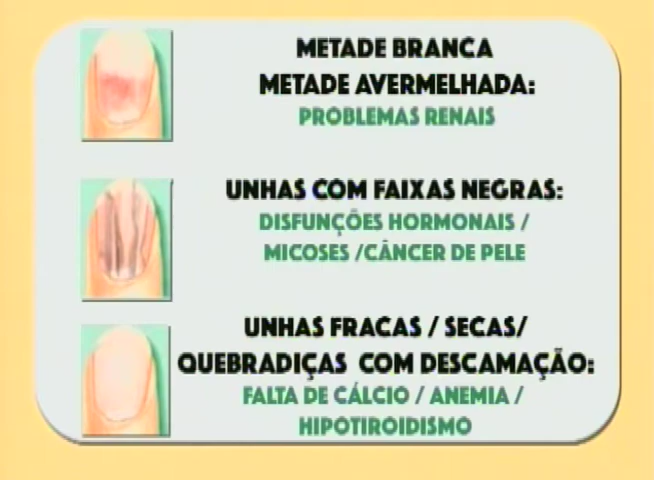 METADE BRANCA
METADE AVERMELHADA:
PROBLEMAS RENAIS
UNHAS COM FAIXAS NEGRAS:
DISFUNÇÕES HORMONAIS /
MICOSES /CÂNCER DE PELE
UNHAS FRACAS / SECAS/
QUEBRADIÇAS COM DESCAMAÇÃO:
FALTA DE CÁLCIO / ANEMIA /
HIPOTIROIDISMO